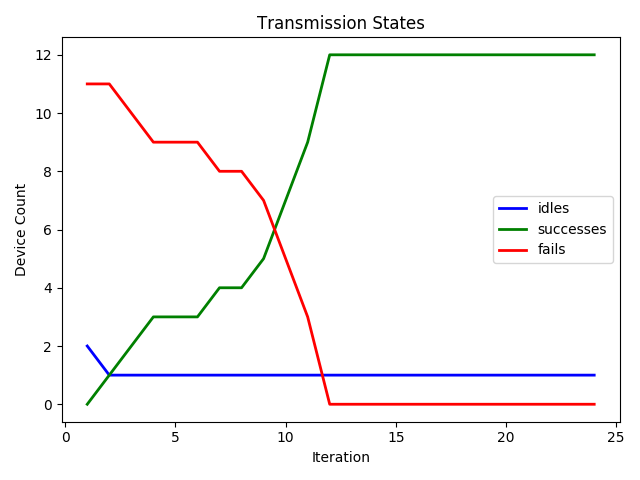 Transmission States
Device Count
12
10
8
6
4
2
0
idles
successes
fails
0 5 10 15 20 25
Iteration